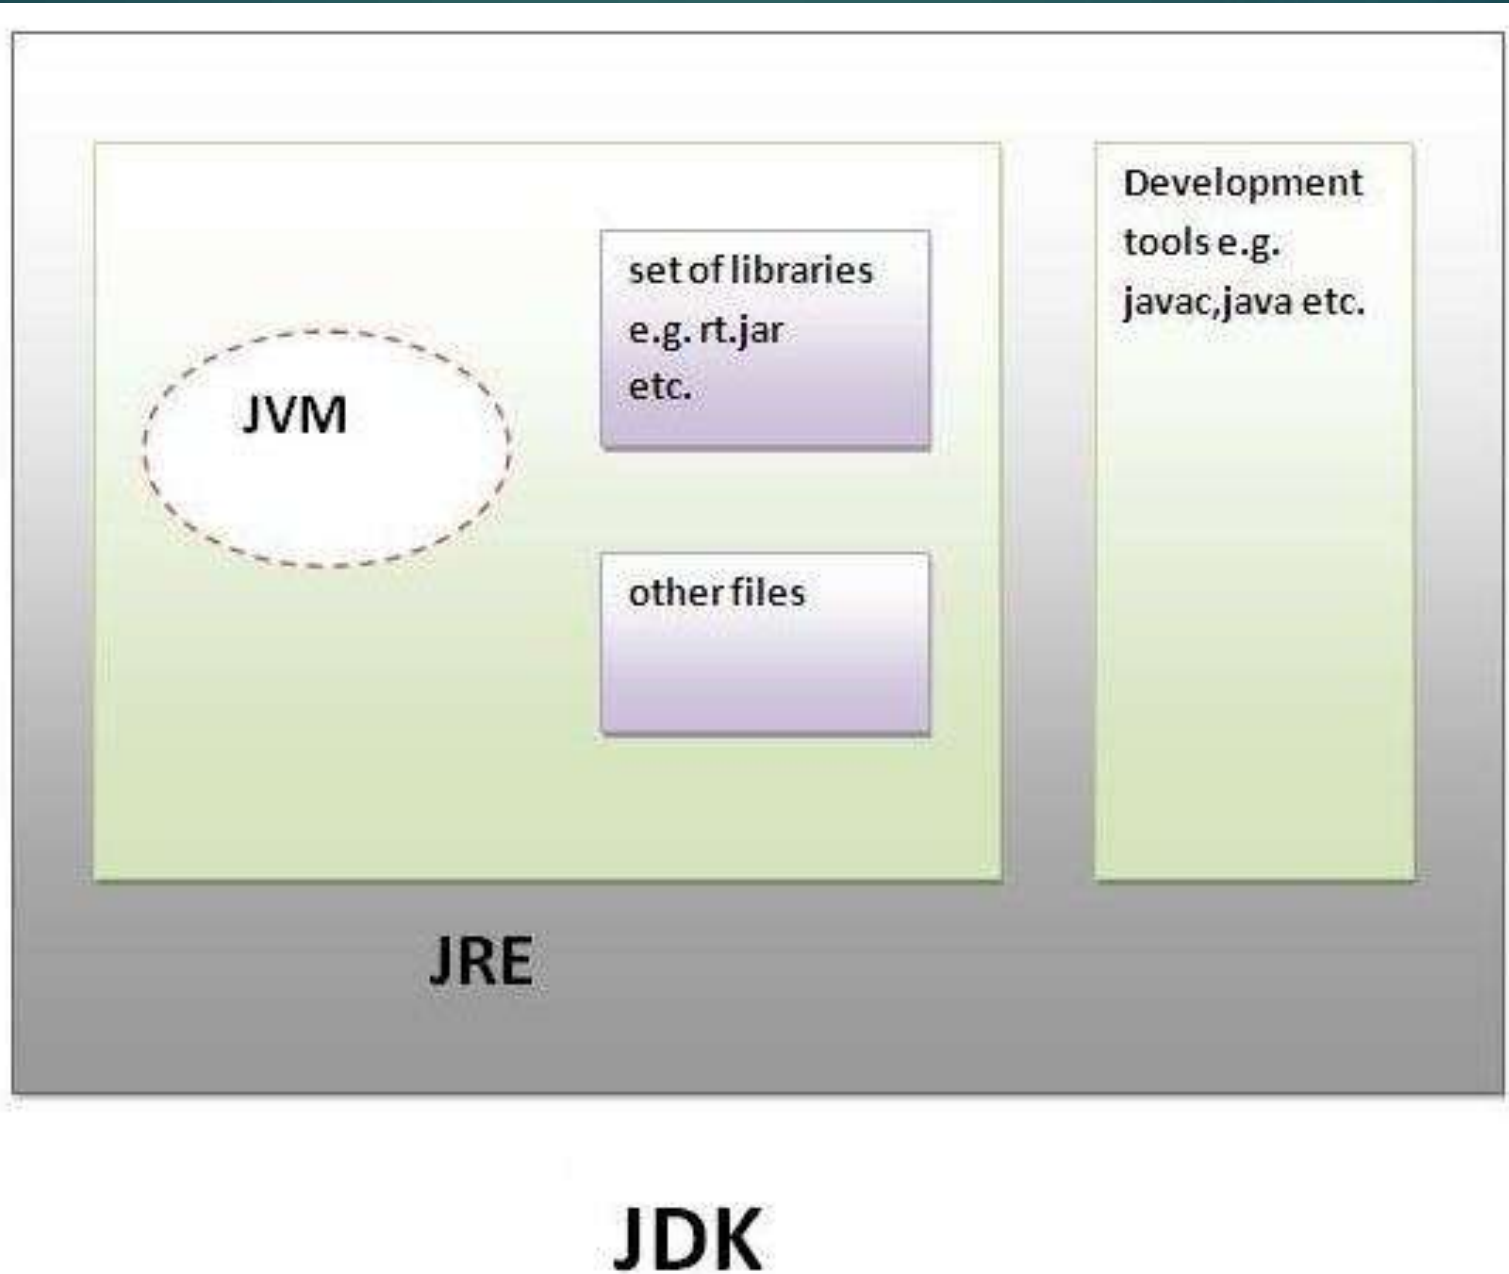 Development
tools e.g.
javac,java etc.
set of libraries
e.g. rt.jar
etc.
JVM
other files
JRE
JDK